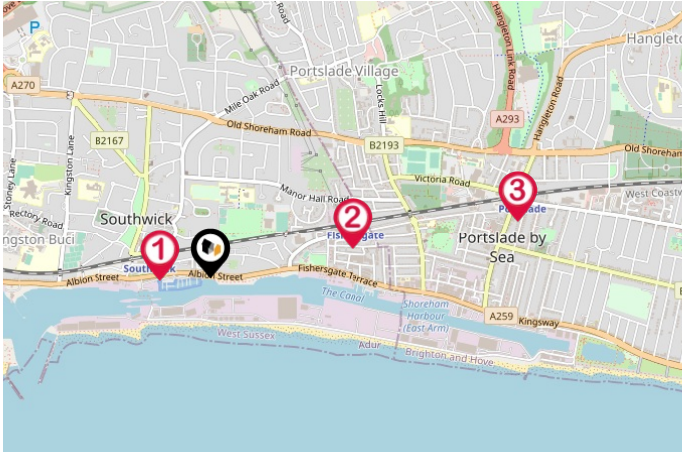 P
Road
Hangleton
Portslade Village
A270
Hangleton Link Road
Hangleton Road
Mile Oak Road
Locks Hill
A293
Old Shoreham Road
B2167
B2193
Old Shoreham
Stoney Lane
Kingston Lane
Victoria Road
Manor Hall Road
3
West Coastw
Rectory Road
Southwick
2
ngston Buci
Fishersgate
Portslade by
Sea
1
Albion Street
Albion Street
Fishersgate Terrace
The Canal
Shoreham
Harbour
(East Arm)
A259
Kingsway
West Sussex
Adur
Brighton and Hove